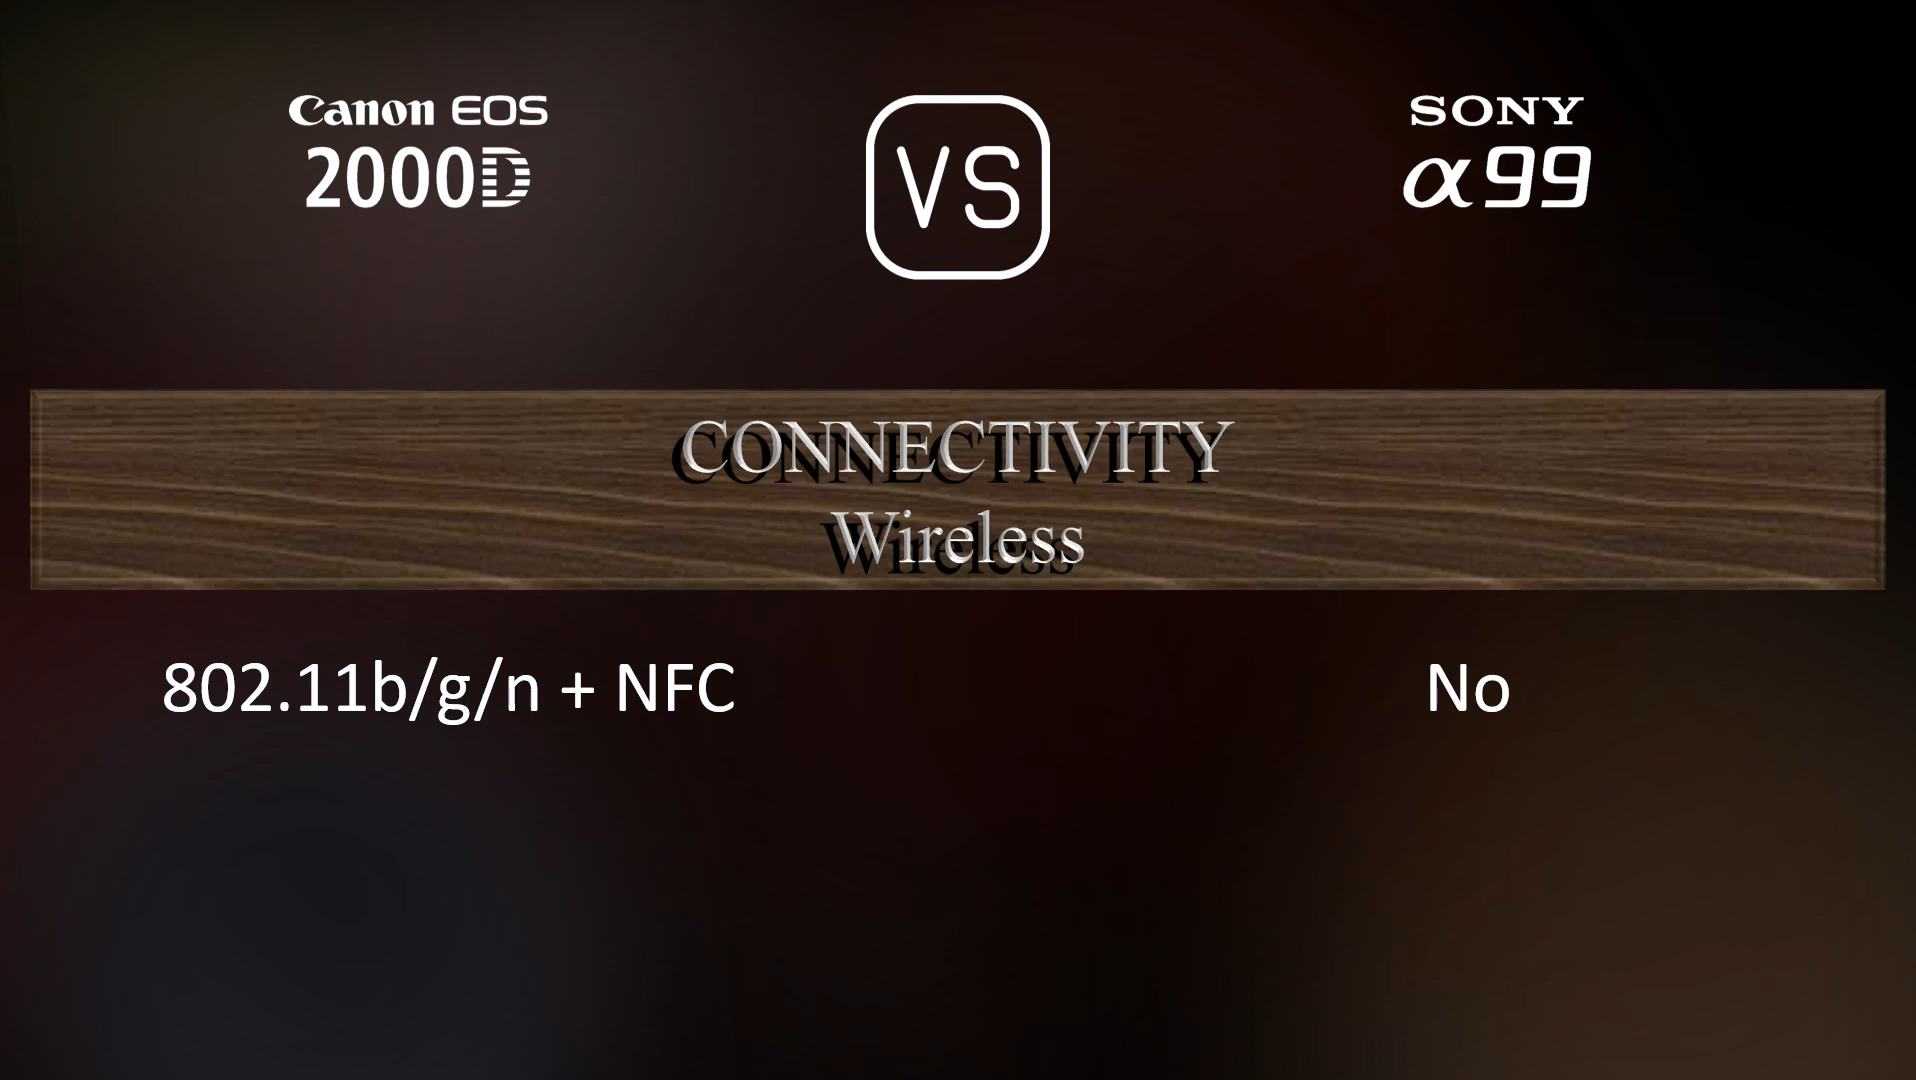 Canon EOS
2000D
VS
SONY
α99
CONNECTIVITY
Wireless
802.11b/g/n + NFC
No